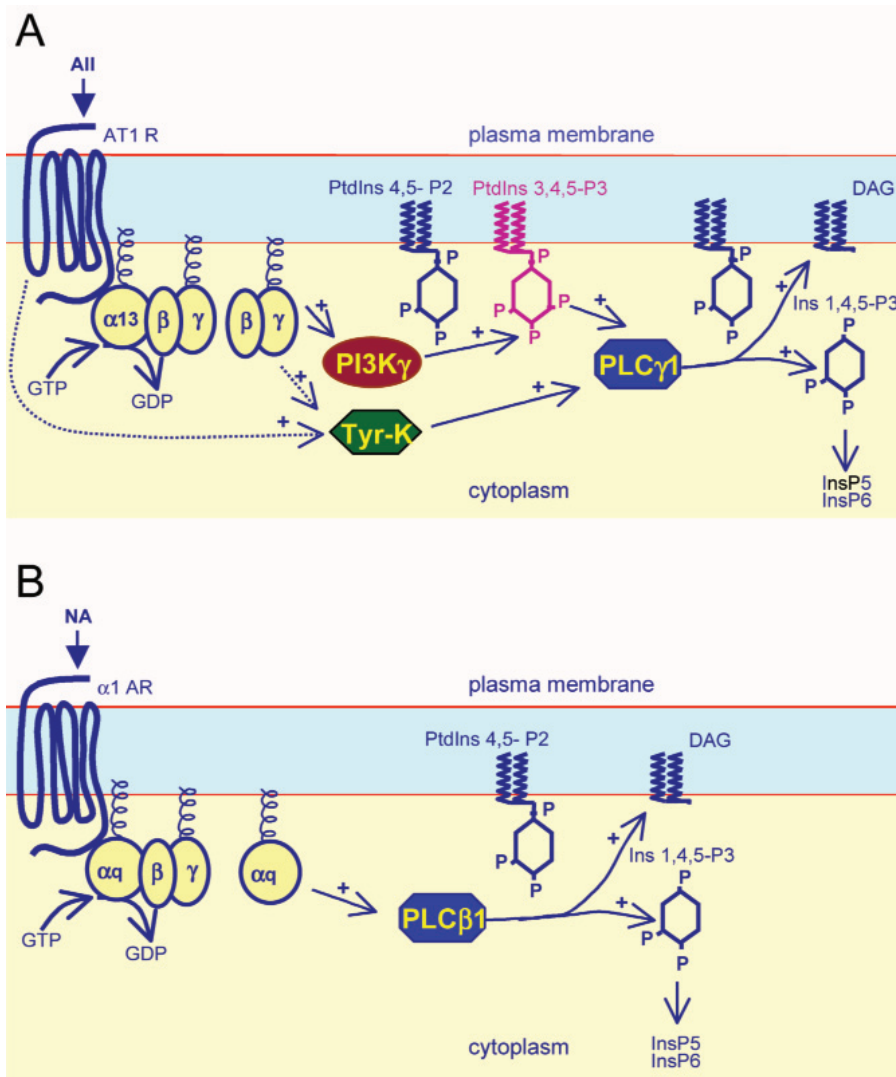 A
AII
AT1 R
plasma membrane
PtdIns 4,5- P2
PtdIns 3,4,5-P3
DAG
P
P
P
P
P
P
P
P
P
P
α13
β
γ
β
γ
+
+
+
+
Ins 1,4,5-P3
P
P
P
PI3Kγ
PLCγ1
+
+
GTP
GDP
+
+
Tyr-K
cytoplasm
InsP5
InsP6
B
NA
α1 AR
plasma membrane
PtdIns 4,5- P2
DAG
P
P
P
αq
β
γ
αq
+
+
Ins 1,4,5-P3
P
P
P
PLCβ1
+
GTP
GDP
cytoplasm
InsP5
InsP6